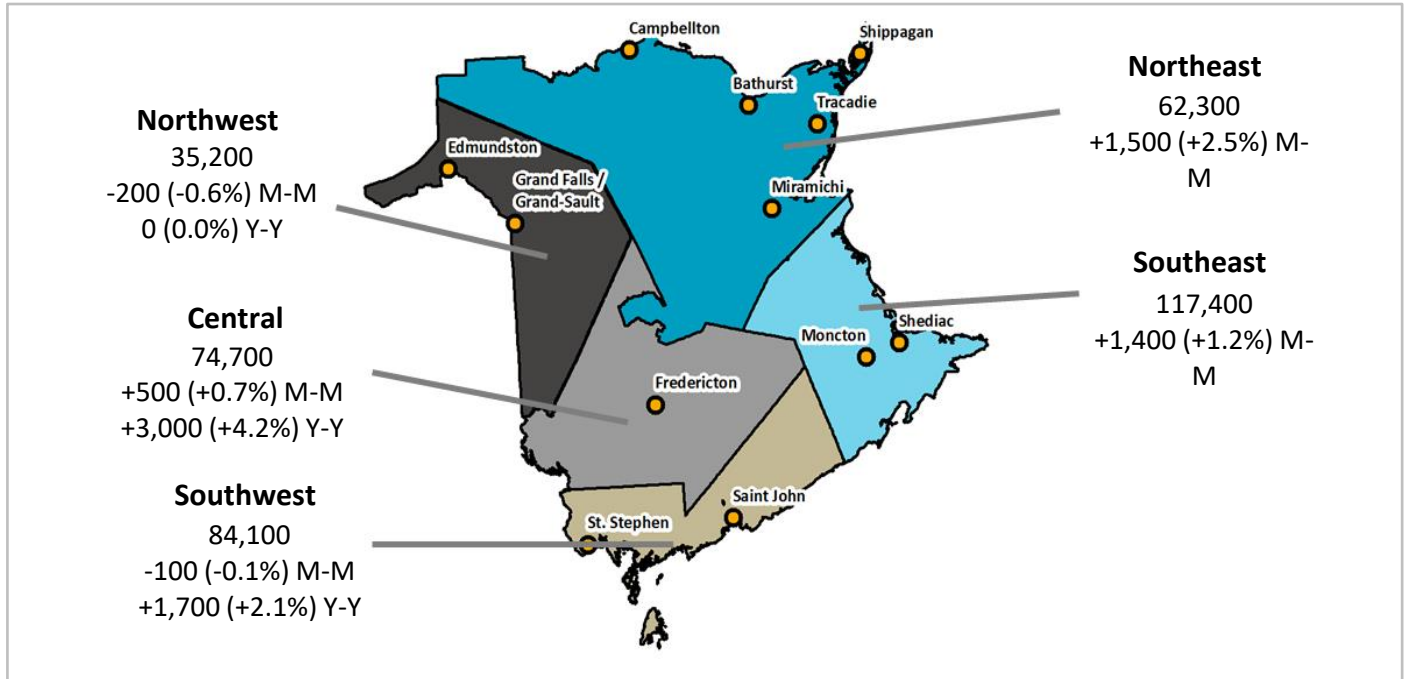 Northwest
35,200
-200 (-0.6%) M-M
0 (0.0%) Y-Y
Central
74,700
+500 (+0.7%) M-M
+3,000 (+4.2%) Y-Y
Southwest
84,100
-100 (-0.1%) M-M
+1,700 (+2.1%) Y-Y
Campbellton
Shippagan
Bathurst
Tracadie
Edmundston
Grand Falls /
Grand-Sault
Miramichi
Shediac
Moncton
Fredericton
Saint John
St. Stephen
Northeast
62,300
+1,500 (+2.5%) M-
M
Southeast
117,400
+1,400 (+1.2%) M-
M